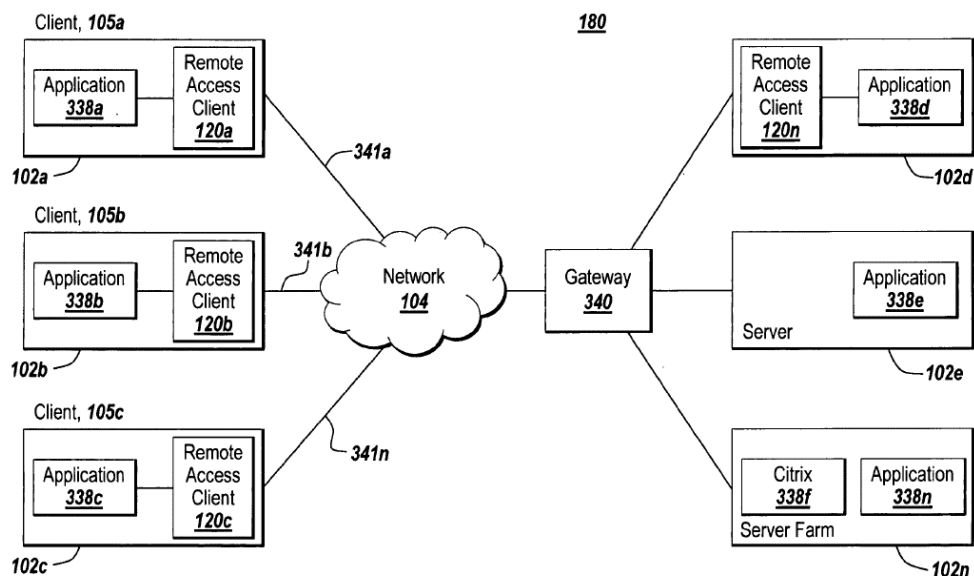 Client, 105a
Application
338a
Remote
Access
Client
120a
102a
341a
Client, 105b
Application
338b
Remote
Access
Client
120b
102b
341b
Client, 105c
Application
338c
Remote
Access
Client
120c
102c
341n
Network
104
180
Gateway
340
Remote
Access
Client
120n
Application
338d
102d
Application
338e
Server
102e
Citrix
338f
Application
338n
Server Farm
102n